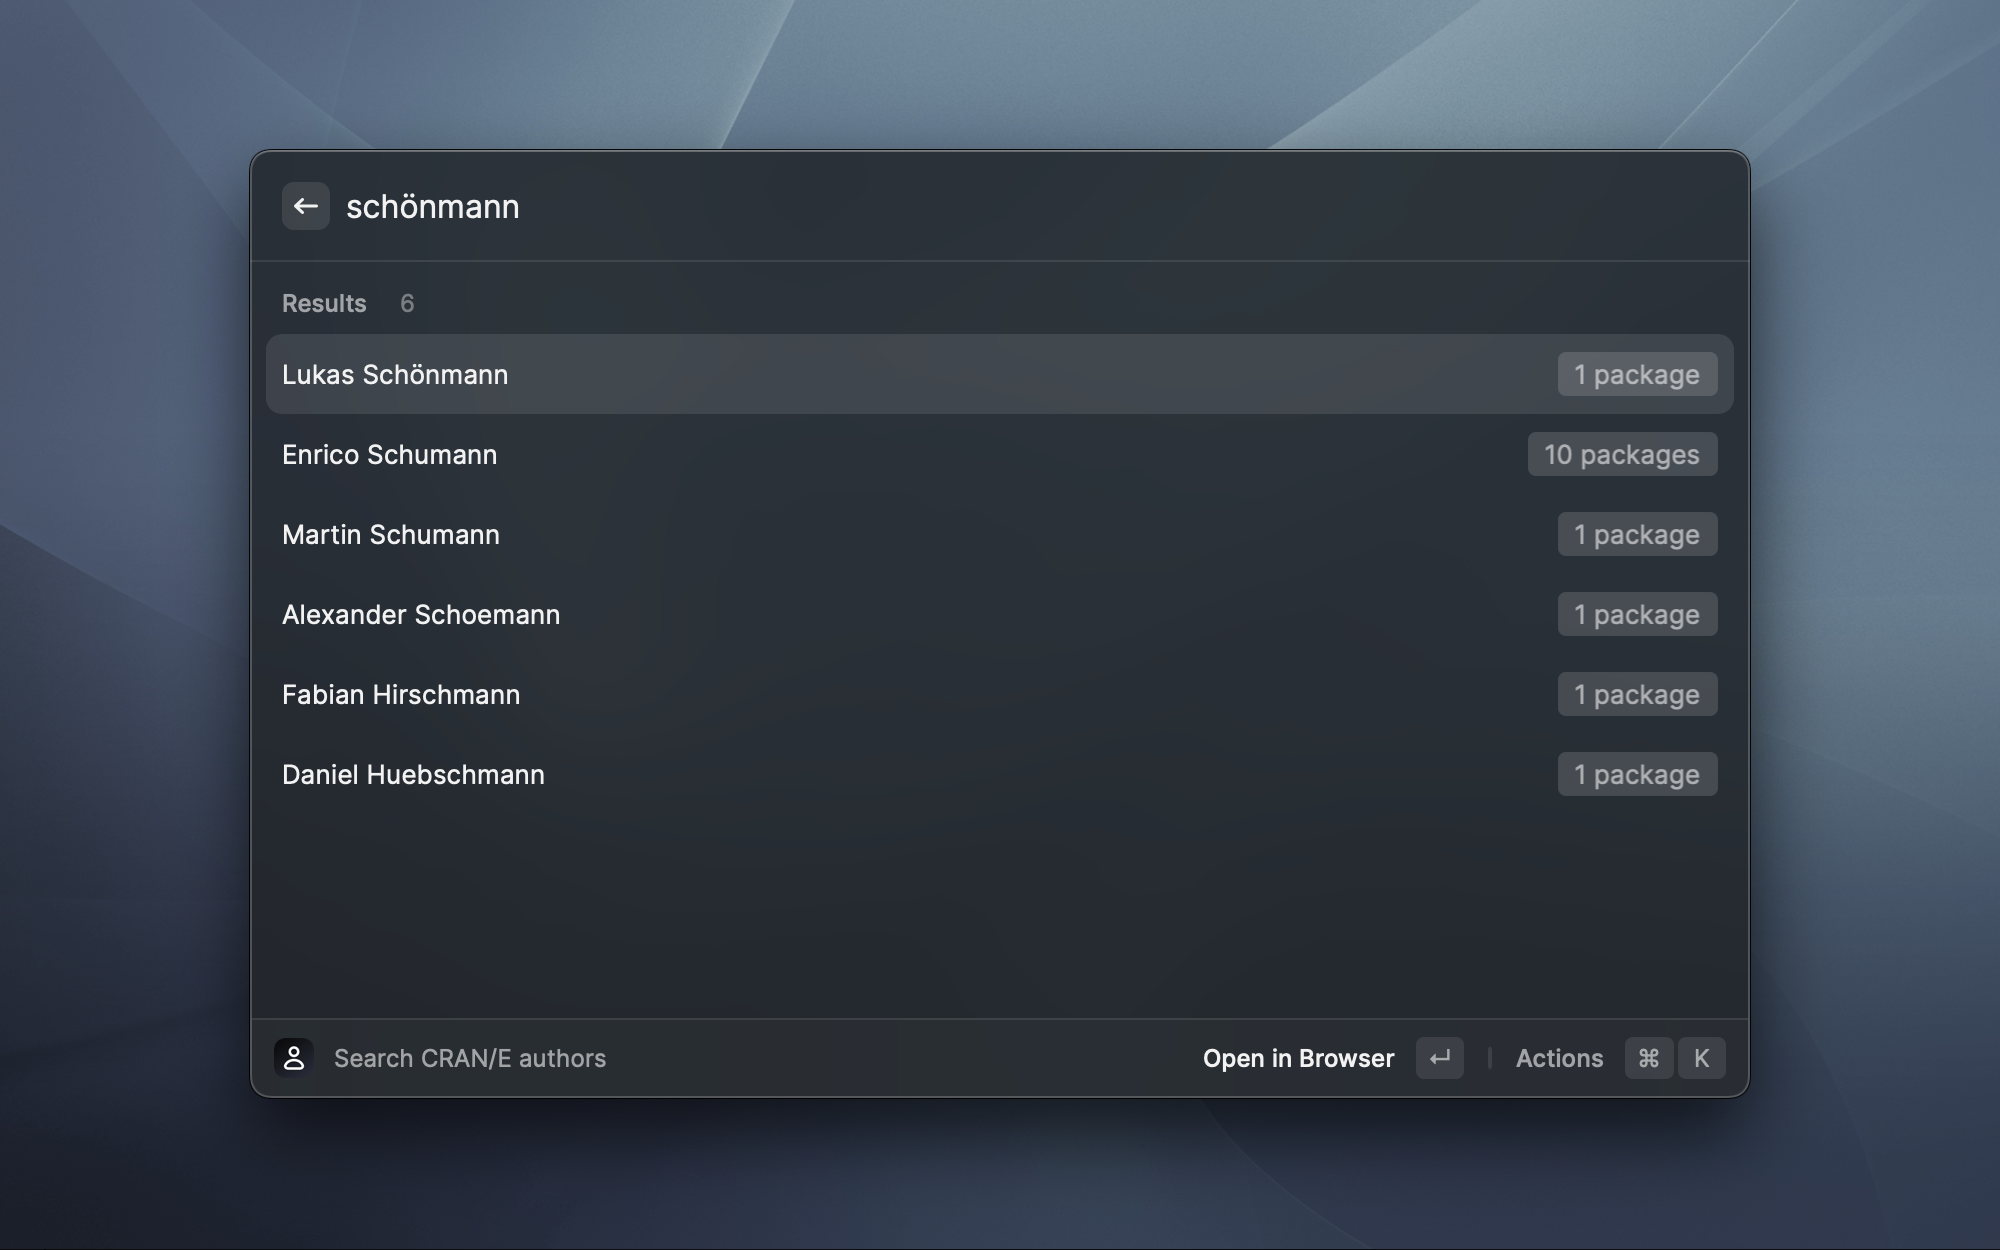 schönmann
Results 6
Lukas Schönmann 1 package
Enrico Schumann 10 packages
Martin Schumann 1 package
Alexander Schoemann 1 package
Fabian Hirschmann 1 package
Daniel Huebschmann 1 package
Search CRAN/E authors Open in Browser ↵ Actions ⌘ K